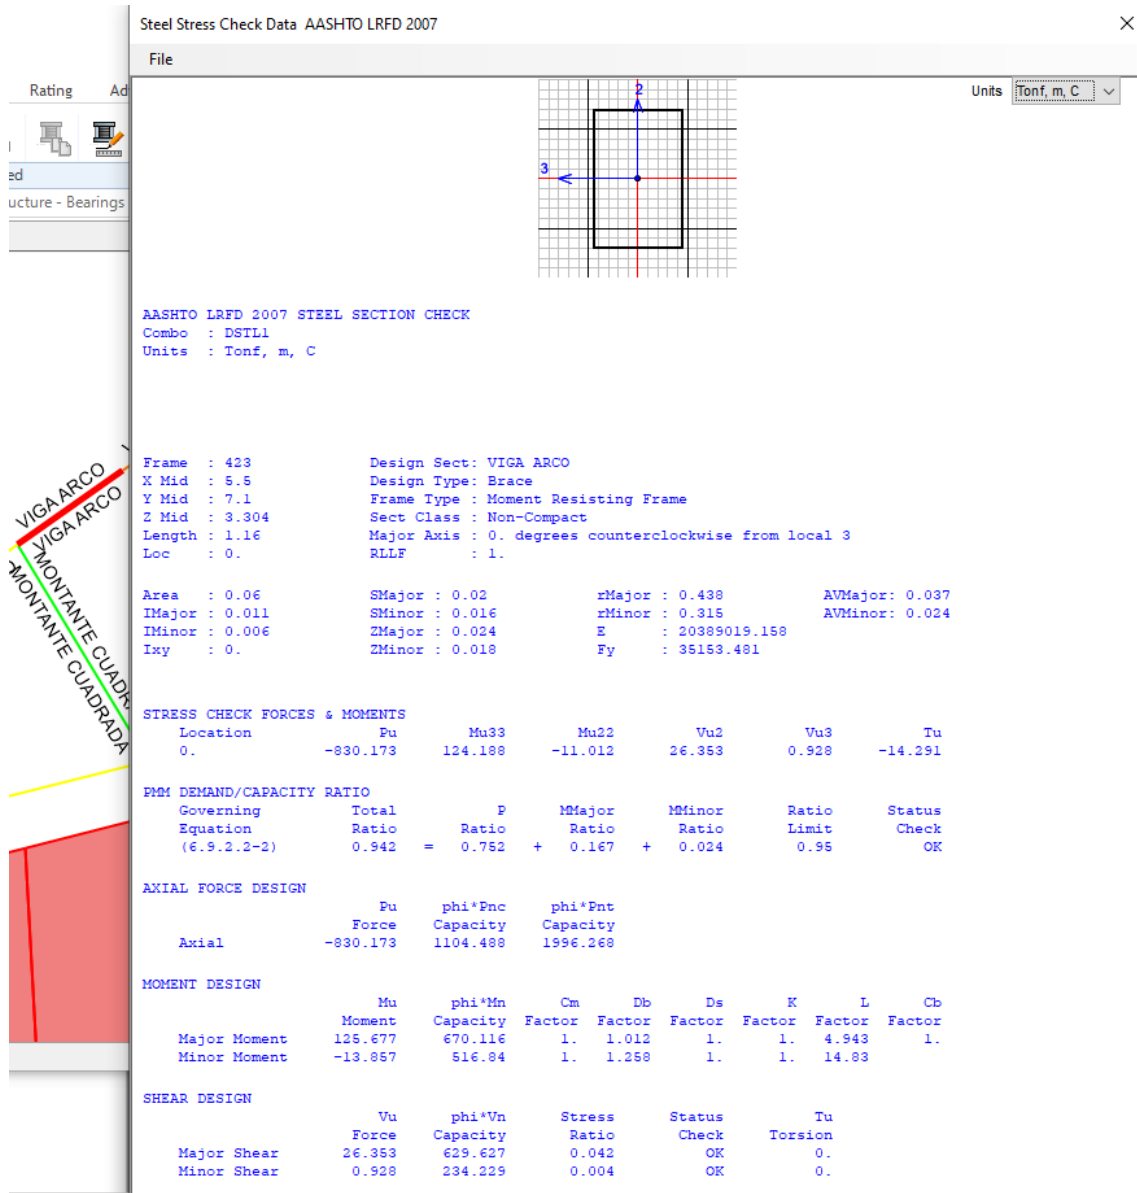 Steel Stress Check Data  AASHTO LRFD 2007
File
Rating
Ad
Units
Tonf, m, C
2
3
ed
ucture - Bearings
AASHTO LRFD 2007 STEEL SECTION CHECK
Combo  : DSTL1
Units  : Tonf, m, C
VIGA ARCO
VIGA ARCO
MONTANTE CUADRA
MONTANTE CUADRADA
Frame  : 423             Design Sect: VIGA ARCO
X Mid  : 5.5             Design Type: Brace
Y Mid  : 7.1             Frame Type : Moment Resisting Frame
Z Mid  : 3.304           Sect Class : Non-Compact
Length : 1.16            Major Axis : 0. degrees counterclockwise from local 3
Loc    : 0.              RLLF       : 1.
Area   : 0.06            SMajor : 0.02            rMajor : 0.438           AVMajor: 0.037
IMajor : 0.011           SMinor : 0.016           rMinor : 0.315           AVMinor: 0.024
IMinor : 0.006           ZMajor : 0.024           E      : 20389019.158
Ixy    : 0.              ZMinor : 0.018           Fy     : 35153.481
STRESS CHECK FORCES & MOMENTS
Location               Pu        Mu33          Mu22         Vu2         Vu3          Tu
0.               -830.173     124.188       -11.012      26.353       0.928     -14.291
PMM DEMAND/CAPACITY RATIO
Governing           Total           P      MMajor      MMinor       Ratio      Status
Equation            Ratio       Ratio       Ratio       Ratio       Limit       Check
(6.9.2.2-2)         0.942   =   0.752   +   0.167   +   0.024        0.95          OK
AXIAL FORCE DESIGN
Pu     phi*Pnc     phi*Pnt
Force    Capacity    Capacity
Axial            -830.173    1104.488    1996.268
MOMENT DESIGN
Mu      phi*Mn      Cm      Db      Ds       K       L      Cb
Moment    Capacity  Factor  Factor  Factor  Factor  Factor  Factor
Major Moment     125.677     670.116      1.   1.012      1.      1.   4.943      1.
Minor Moment     -13.857      516.84      1.   1.258      1.      1.   14.83
SHEAR DESIGN
Vu      phi*Vn      Stress      Status          Tu
Force    Capacity       Ratio       Check     Torsion
Major Shear       26.353     629.627       0.042          OK          0.
Minor Shear        0.928     234.229       0.004          OK          0.